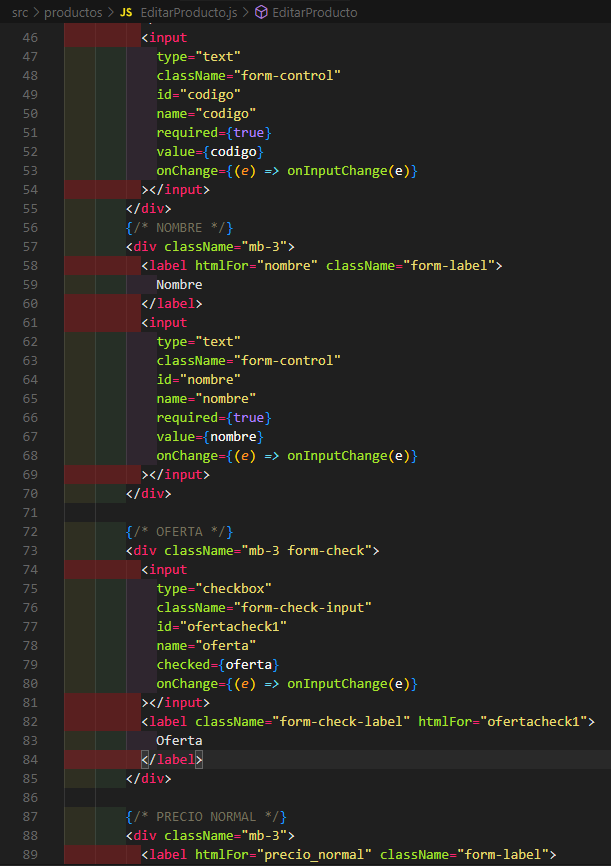 src > productos > JS EditarProducto.js > EditarProducto
46 <input
47 type="text"
48 className="form-control"
49 id="codigo"
50 name="codigo"
51 required={true}
52 value={codigo}
53 onChange={(e) => onInputChange(e)}
54 ></input>
55 </div>
56 {/* NOMBRE */}
57 <div className="mb-3">
58 <label htmlFor="nombre" className="form-label">
59 Nombre
60 </label>
61 <input
62 type="text"
63 className="form-control"
64 id="nombre"
65 name="nombre"
66 required={true}
67 value={nombre}
68 onChange={(e) => onInputChange(e)}
69 ></input>
70 </div>
71
72 {/* OFERTA */}
73 <div className="mb-3 form-check">
74 <input
75 type="checkbox"
76 className="form-check-input"
77 id="ofertacheck1"
78 name="oferta"
79 checked={oferta}
80 onChange={(e) => onInputChange(e)}
81 ></input>
82 <label className="form-check-label" htmlFor="ofertacheck1">
83 Oferta
84 </label>
85 </div>
86
87 {/* PRECIO NORMAL */}
88 <div className="mb-3">
89 <label htmlFor="precio_normal" className="form-label">